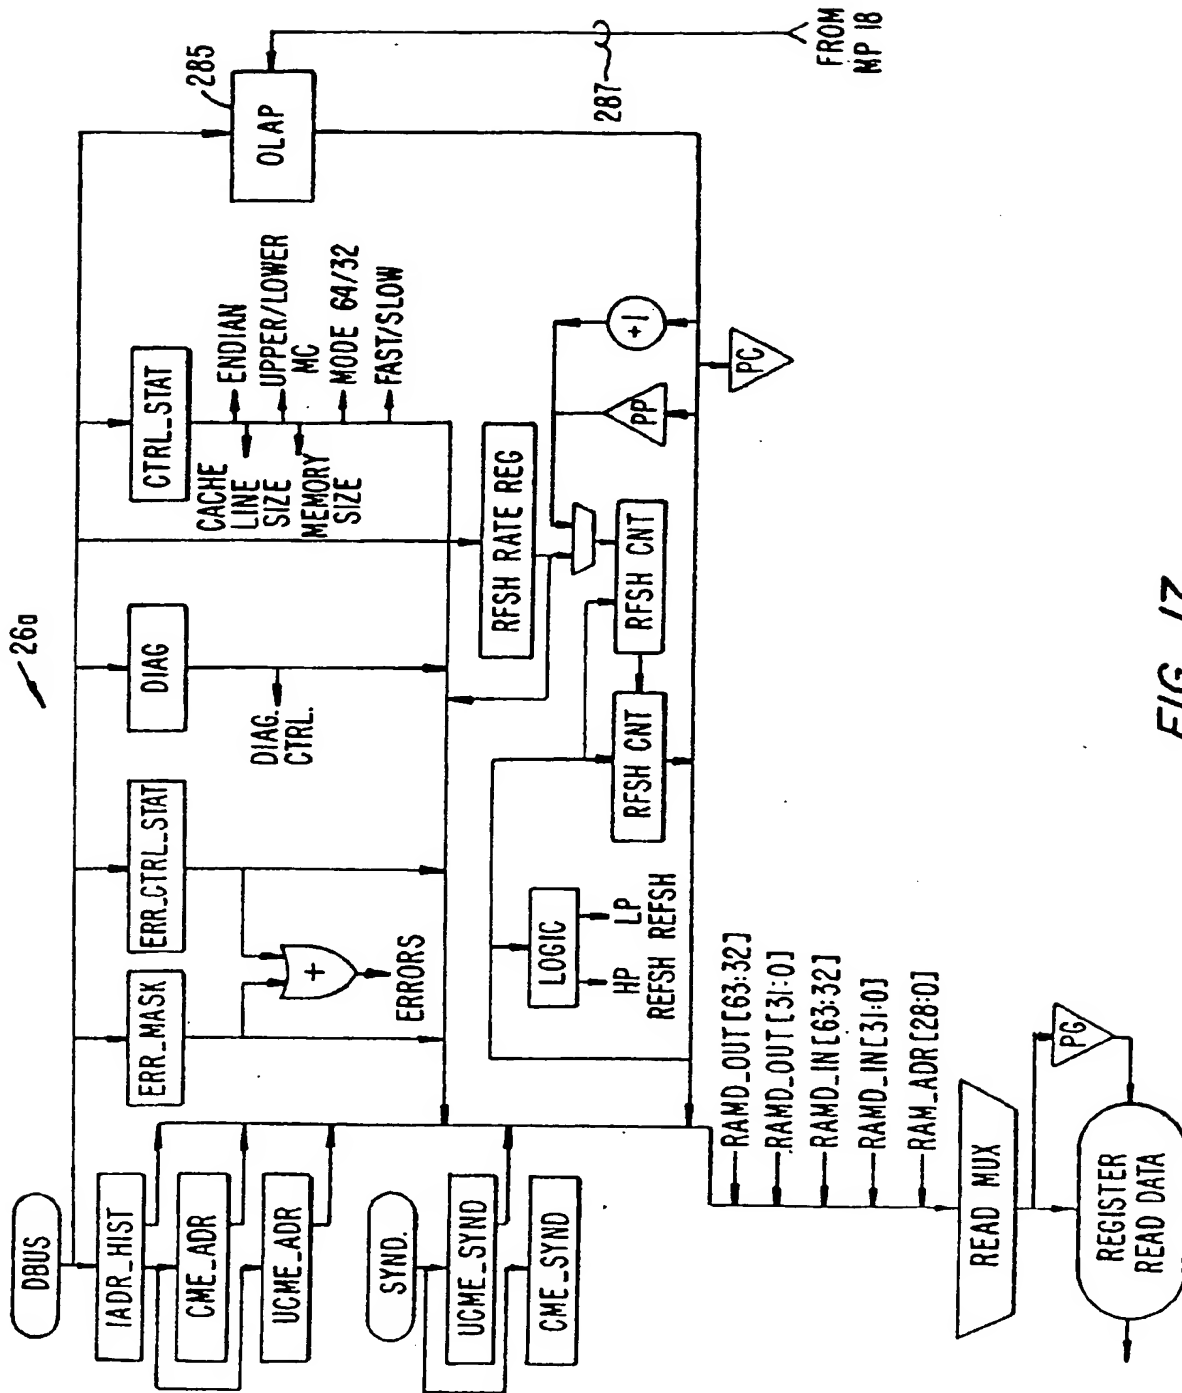 26a
DBUS
IADR_HIST
CME_ADR
UCME_ADR
SYND.
UCME_SYND
CME_SYND
ERR_MASK
ERR_CTRL_STAT
+
ERRORS
DIAG
DIAG.
CTRL.
CTRL_STAT
ENDIAN
CACHE
LINE
SIZE
UPPER/LOWER
MC
MEMORY
SIZE
MODE 64/32
FAST/SLOW
OLAP
285
287
FROM
MP 18
RFSH RATE REG
RFSH CNT
RFSH CNT
PP
+1
PC
LOGIC
HP LP
REFSH REFSH
RAMD_OUT[63:32]
RAMD_OUT[31:0]
RAMD_IN[63:32]
RAMD_IN[31:0]
RAM_ADR[28:0]
READ MUX
PG
REGISTER
READ DATA
FIG. 17